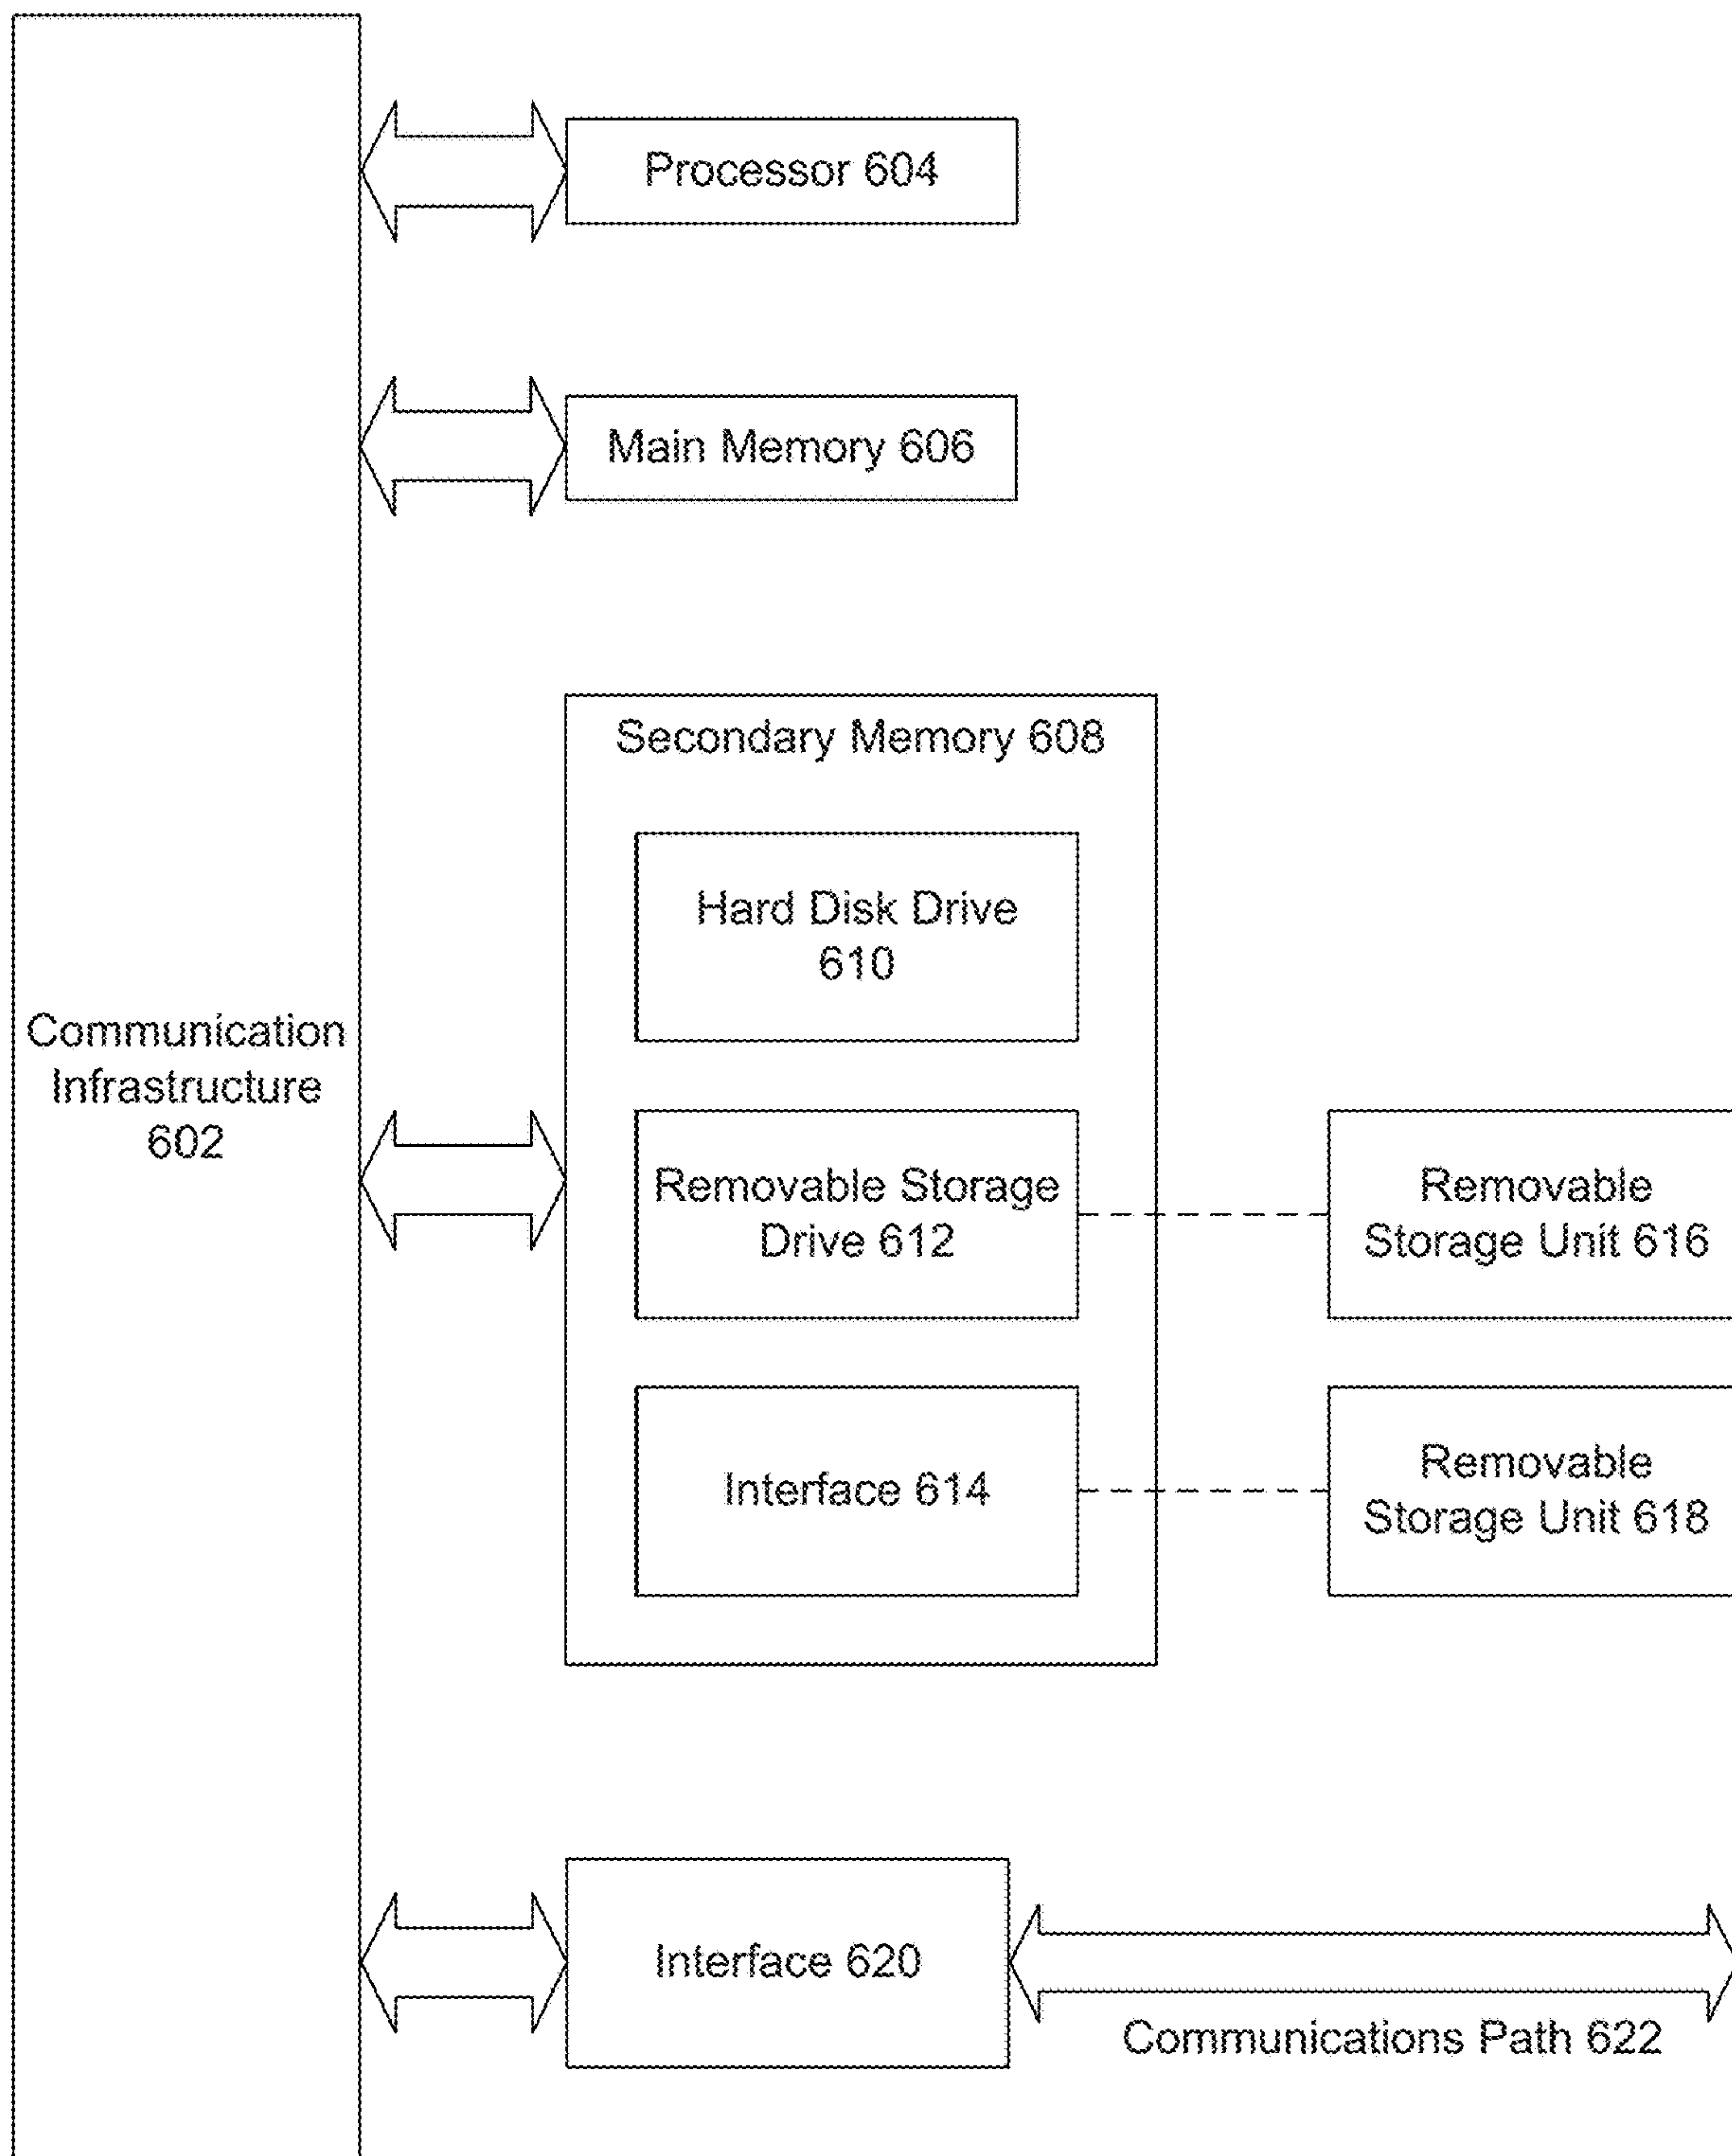 Processor 604
Main Memory 606
Secondary Memory 608
Hard Disk Drive
610
Communication
Infrastructure
602
Removable Storage
Drive 612
Removable
Storage Unit 616
Interface 614
Removable
Storage Unit 618
Interface 620
Communications Path 622